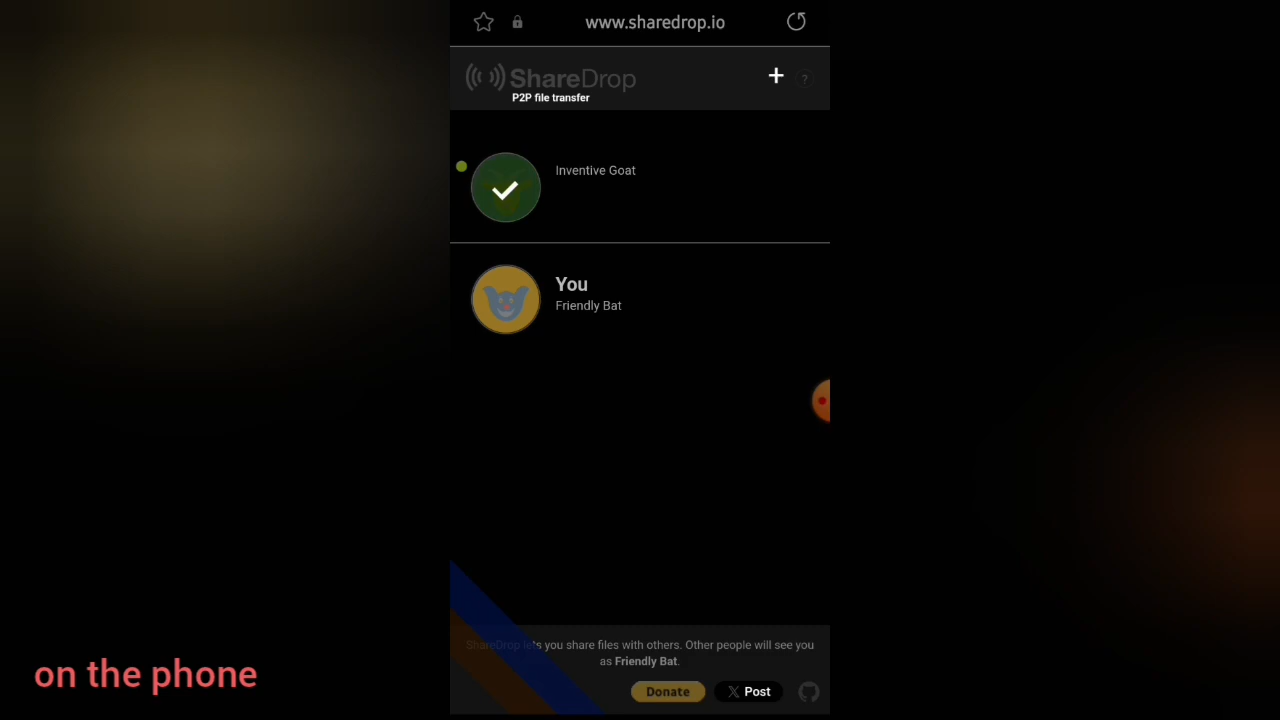 www.sharedrop.io
ShareDrop
P2P file transfer
+ ?
Inventive Goat
You
Friendly Bat
ShareDrop lets you share files with others. Other people will see you
as Friendly Bat.
Donate X Post
on the phone